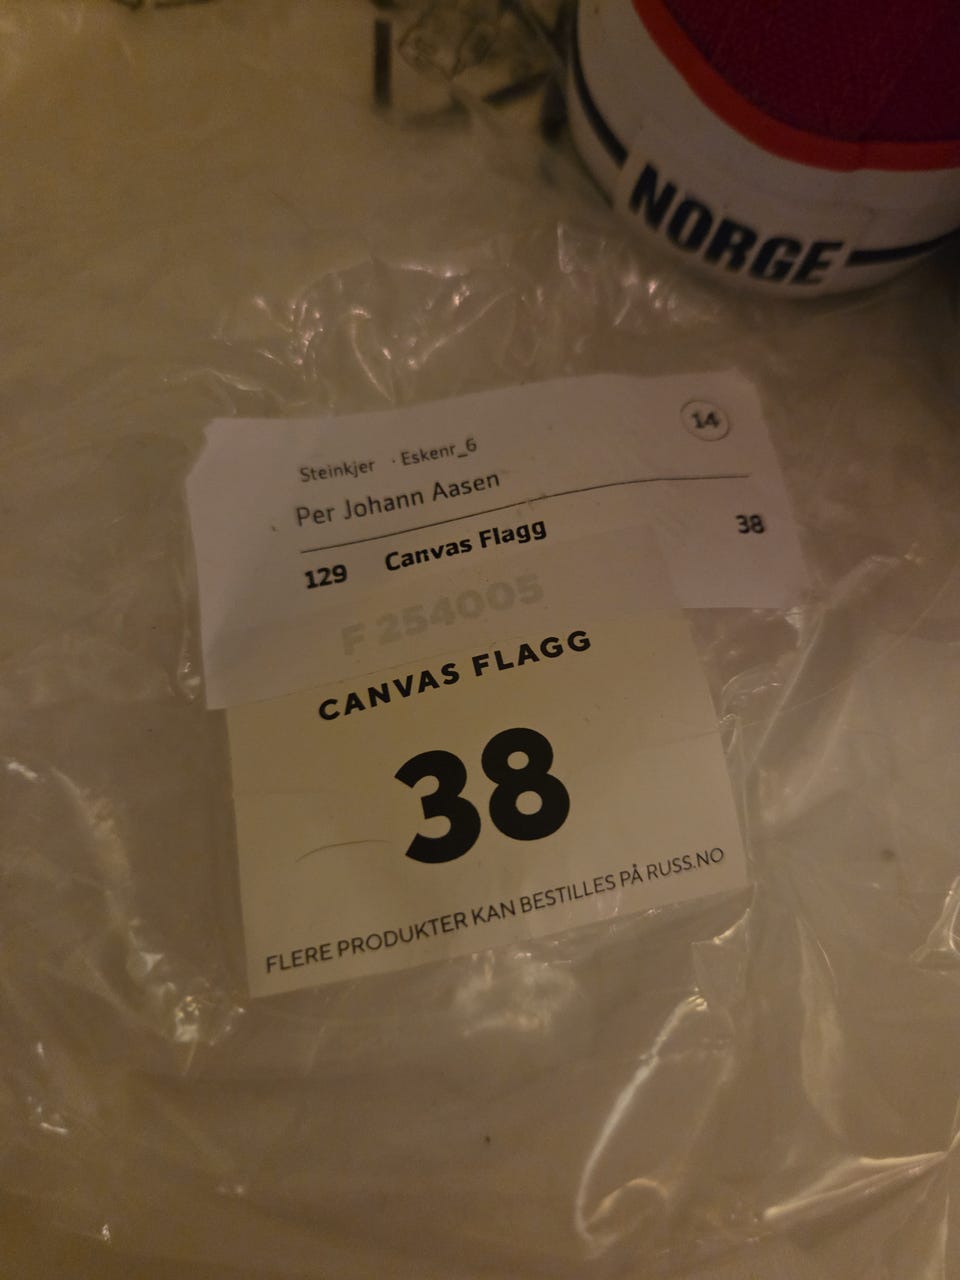 NORGE
14
Steinkjer · Eskenr_6
Per Johann Aasen
129 Canvas Flagg 38
F 254005
CANVAS FLAGG
38
FLERE PRODUKTER KAN BESTILLES PÅ RUSS.NO